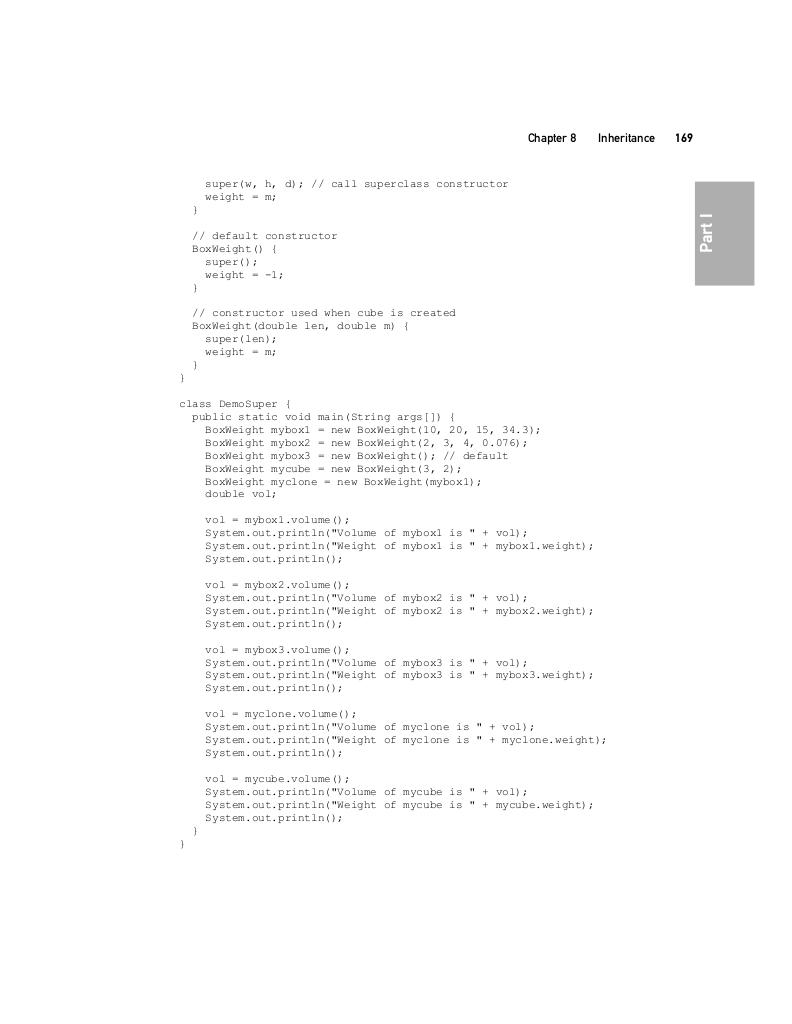 Chapter 8 Inheritance 169
Part I
    super(w, h, d); // call superclass constructor
    weight = m;
  }

  // default constructor
  BoxWeight() {
    super();
    weight = -1;
  }

  // constructor used when cube is created
  BoxWeight(double len, double m) {
    super(len);
    weight = m;
  }
}

class DemoSuper {
  public static void main(String args[]) {
    BoxWeight mybox1 = new BoxWeight(10, 20, 15, 34.3);
    BoxWeight mybox2 = new BoxWeight(2, 3, 4, 0.076);
    BoxWeight mybox3 = new BoxWeight(); // default
    BoxWeight mycube = new BoxWeight(3, 2);
    BoxWeight myclone = new BoxWeight(mybox1);
    double vol;

    vol = mybox1.volume();
    System.out.println("Volume of mybox1 is " + vol);
    System.out.println("Weight of mybox1 is " + mybox1.weight);
    System.out.println();

    vol = mybox2.volume();
    System.out.println("Volume of mybox2 is " + vol);
    System.out.println("Weight of mybox2 is " + mybox2.weight);
    System.out.println();

    vol = mybox3.volume();
    System.out.println("Volume of mybox3 is " + vol);
    System.out.println("Weight of mybox3 is " + mybox3.weight);
    System.out.println();

    vol = myclone.volume();
    System.out.println("Volume of myclone is " + vol);
    System.out.println("Weight of myclone is " + myclone.weight);
    System.out.println();

    vol = mycube.volume();
    System.out.println("Volume of mycube is " + vol);
    System.out.println("Weight of mycube is " + mycube.weight);
    System.out.println();
  }
}